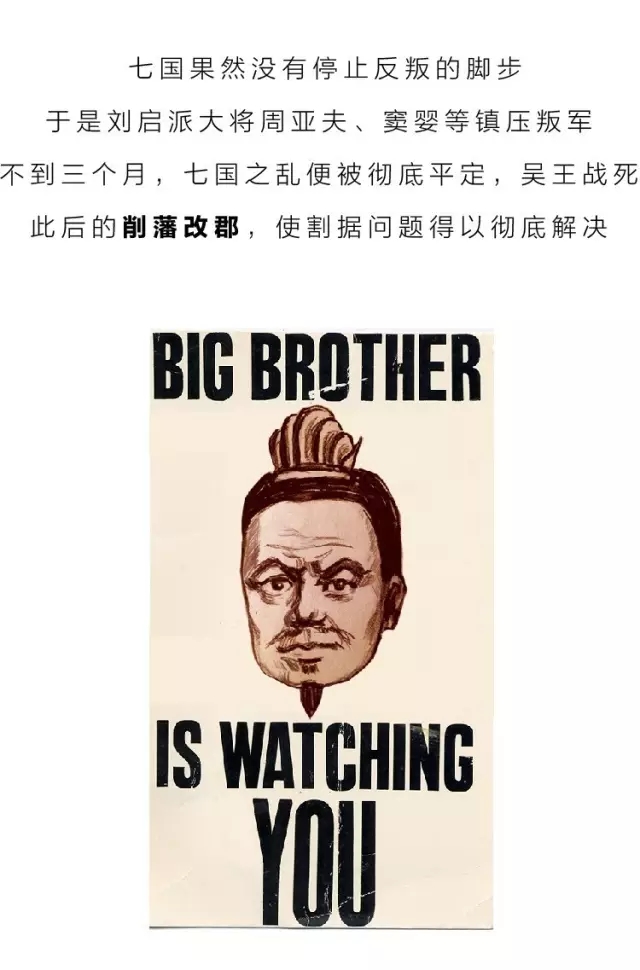 七国果然没有停止反叛的脚步
于是刘启派大将周亚夫、窦婴等镇压叛军
不到三个月，七国之乱便被彻底平定，吴王战死
此后的削藩改郡，使割据问题得以彻底解决
BIG BROTHER
IS WATCHING
YOU